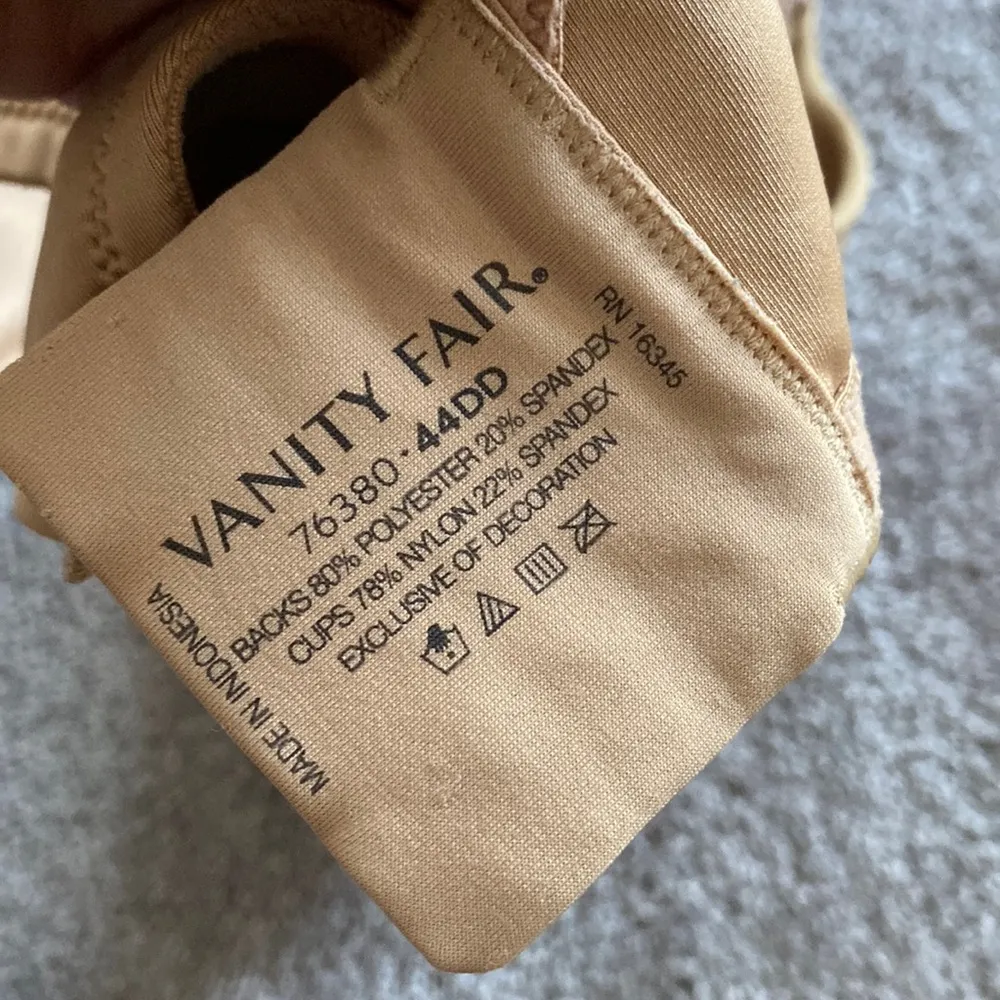 VANITY FAIR®
76380·44DD
BACKS 80% POLYESTER 20% SPANDEX
CUPS 78% NYLON 22% SPANDEX
EXCLUSIVE OF DECORATION
RN 16345
MADE IN INDONESIA